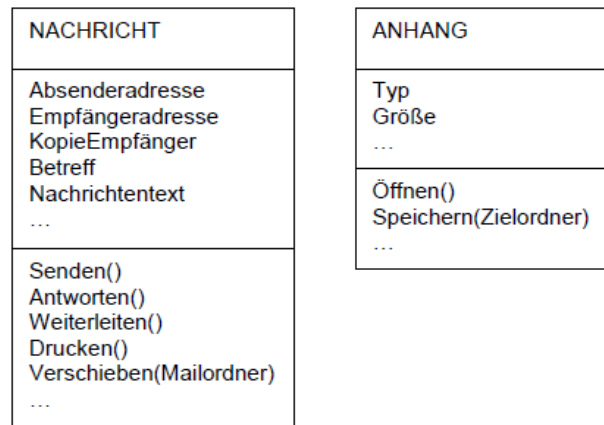 NACHRICHT
Absenderadresse
Empfängeradresse
KopieEmpfänger
Betreff
Nachrichtentext
…
Senden()
Antworten()
Weiterleiten()
Drucken()
Verschieben(Mailordner)
…
ANHANG
Typ
Größe
…
Öffnen()
Speichern(Zielordner)
…